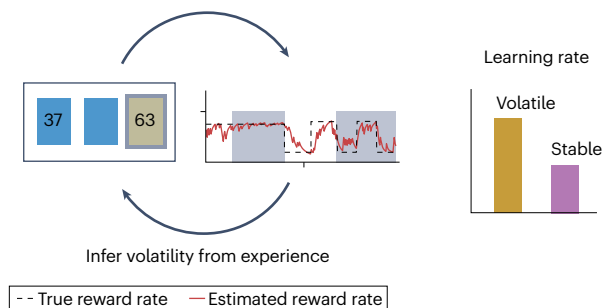 Learning rate
37
63
Volatile
Stable
Infer volatility from experience
True reward rate
Estimated reward rate